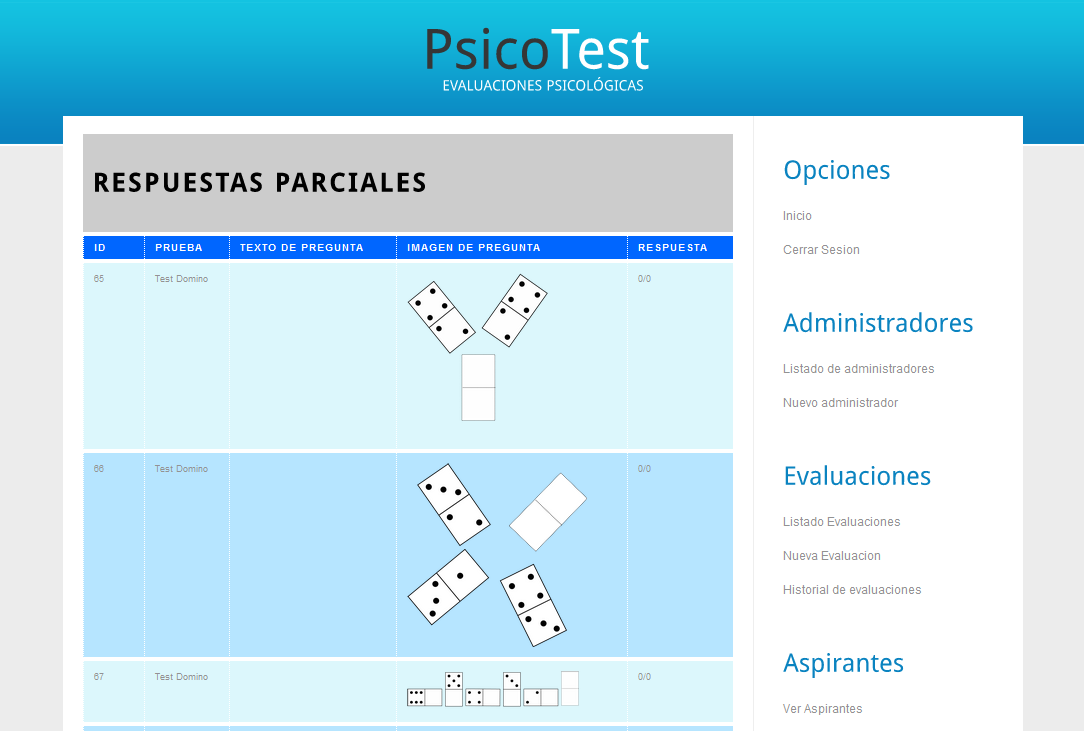 PsicoTest
EVALUACIONES PSICOLÓGICAS
RESPUESTAS PARCIALES
ID PRUEBA TEXTO DE PREGUNTA IMAGEN DE PREGUNTA RESPUESTA
65 Test Domino 0/0
66 Test Domino 0/0
67 Test Domino 0/0
Opciones
Inicio
Cerrar Sesion
Administradores
Listado de administradores
Nuevo administrador
Evaluaciones
Listado Evaluaciones
Nueva Evaluacion
Historial de evaluaciones
Aspirantes
Ver Aspirantes